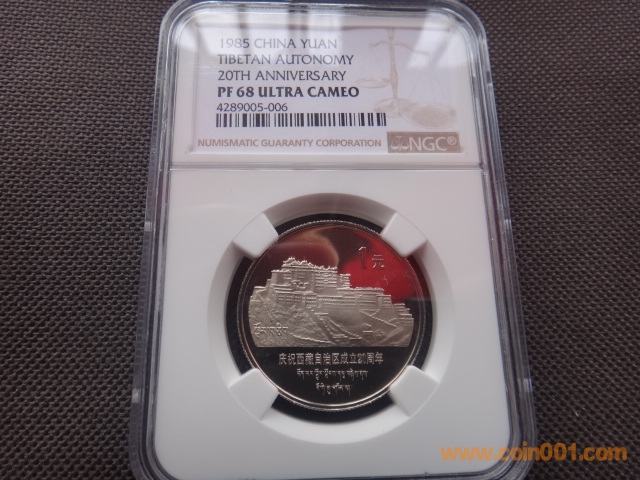 1985 CHINA YUAN
TIBETAN AUTONOMY
20TH ANNIVERSARY
PF 68 ULTRA CAMEO
4289005-006
NUMISMATIC GUARANTY CORPORATION NGC®
1元
庆祝西藏自治区成立20周年
www.coin001.com